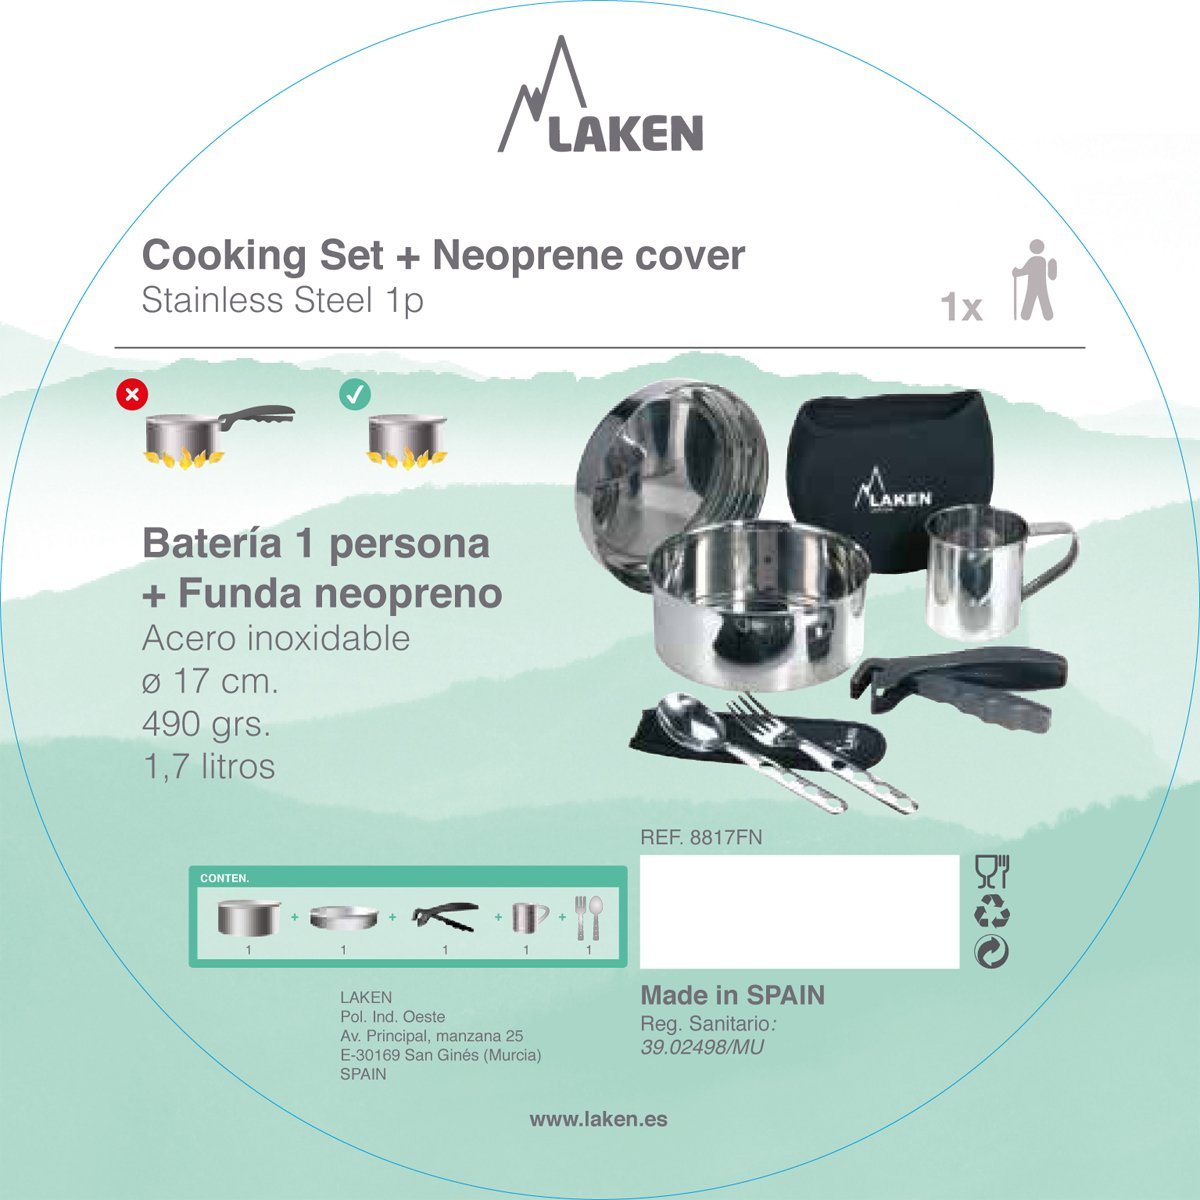 LAKEN
Cooking Set + Neoprene cover
Stainless Steel 1p
1x
LAKEN
Batería 1 persona
+ Funda neopreno
Acero inoxidable
ø 17 cm.
490 grs.
1,7 litros
LAKEN
REF. 8817FN
CONTEN.
+ + + +
1 1 1 1 1
LAKEN
Pol. Ind. Oeste
Av. Principal, manzana 25
E-30169 San Ginés (Murcia)
SPAIN
Made in SPAIN
Reg. Sanitario:
39.02498/MU
www.laken.es